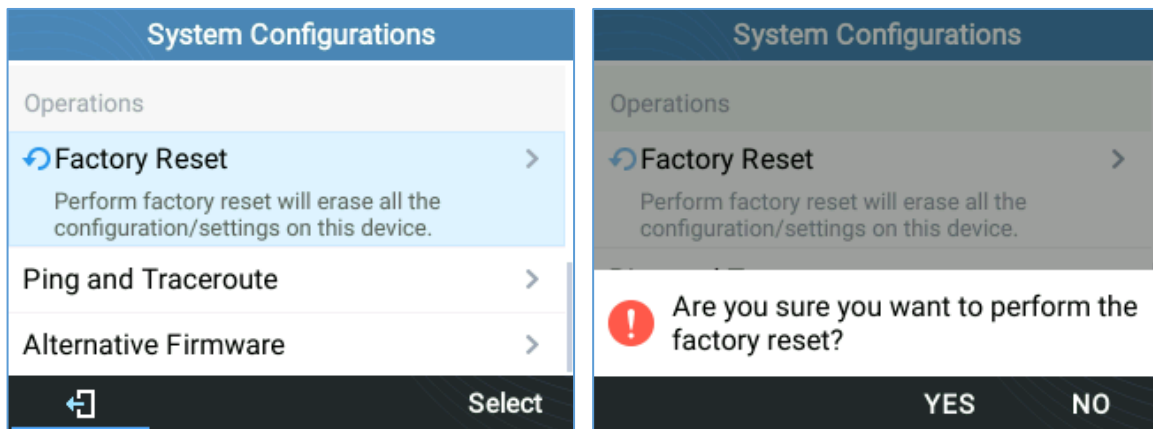 System Configurations
Operations
Factory Reset
Perform factory reset will erase all the
configuration/settings on this device.
Ping and Traceroute
Alternative Firmware
Select
System Configurations
Operations
Factory Reset
Perform factory reset will erase all the
configuration/settings on this device.
Are you sure you want to perform the
factory reset?
YES NO